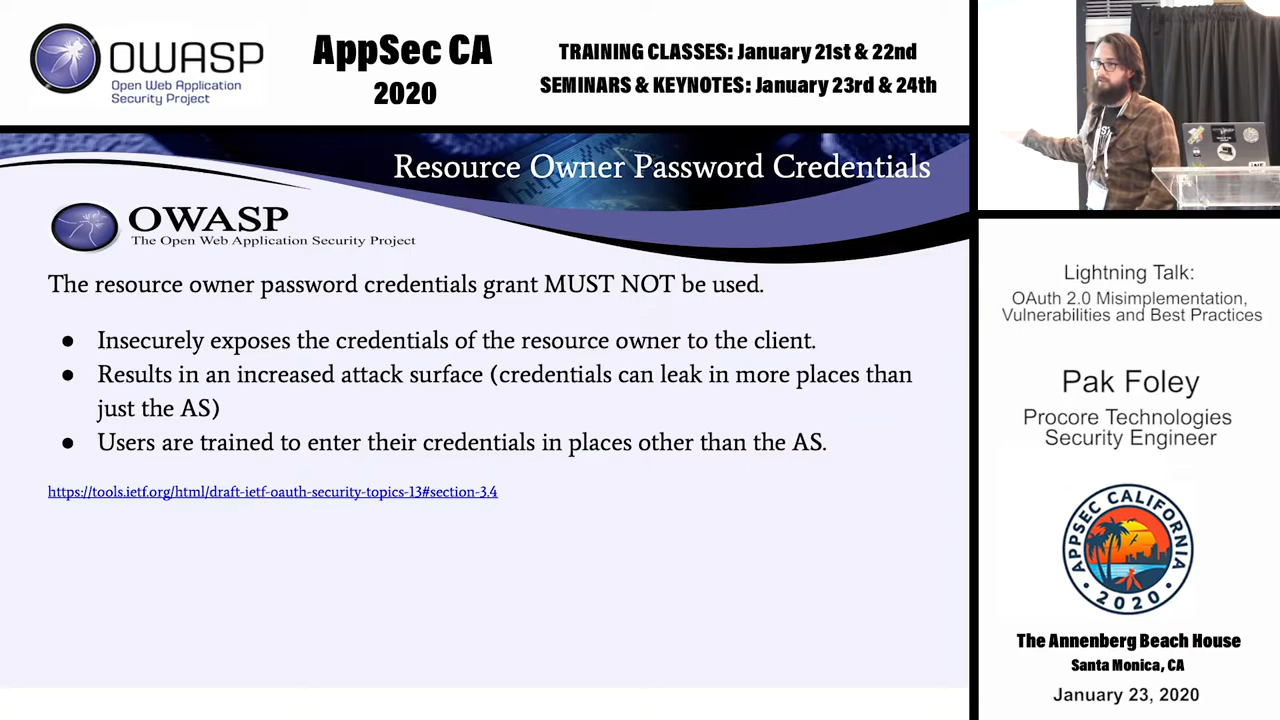 OWASP
Open Web Application
Security Project
AppSec CA
2020
TRAINING CLASSES: January 21st & 22nd
SEMINARS & KEYNOTES: January 23rd & 24th
Resource Owner Password Credentials
OWASP
The Open Web Application Security Project
The resource owner password credentials grant MUST NOT be used.
● Insecurely exposes the credentials of the resource owner to the client.
● Results in an increased attack surface (credentials can leak in more places than
just the AS)
● Users are trained to enter their credentials in places other than the AS.
https://tools.ietf.org/html/draft-ietf-oauth-security-topics-13#section-3.4
Lightning Talk:
OAuth 2.0 Misimplementation,
Vulnerabilities and Best Practices
Pak Foley
Procore Technologies
Security Engineer
APPSEC CALIFORNIA
2020
The Annenberg Beach House
Santa Monica, CA
January 23, 2020